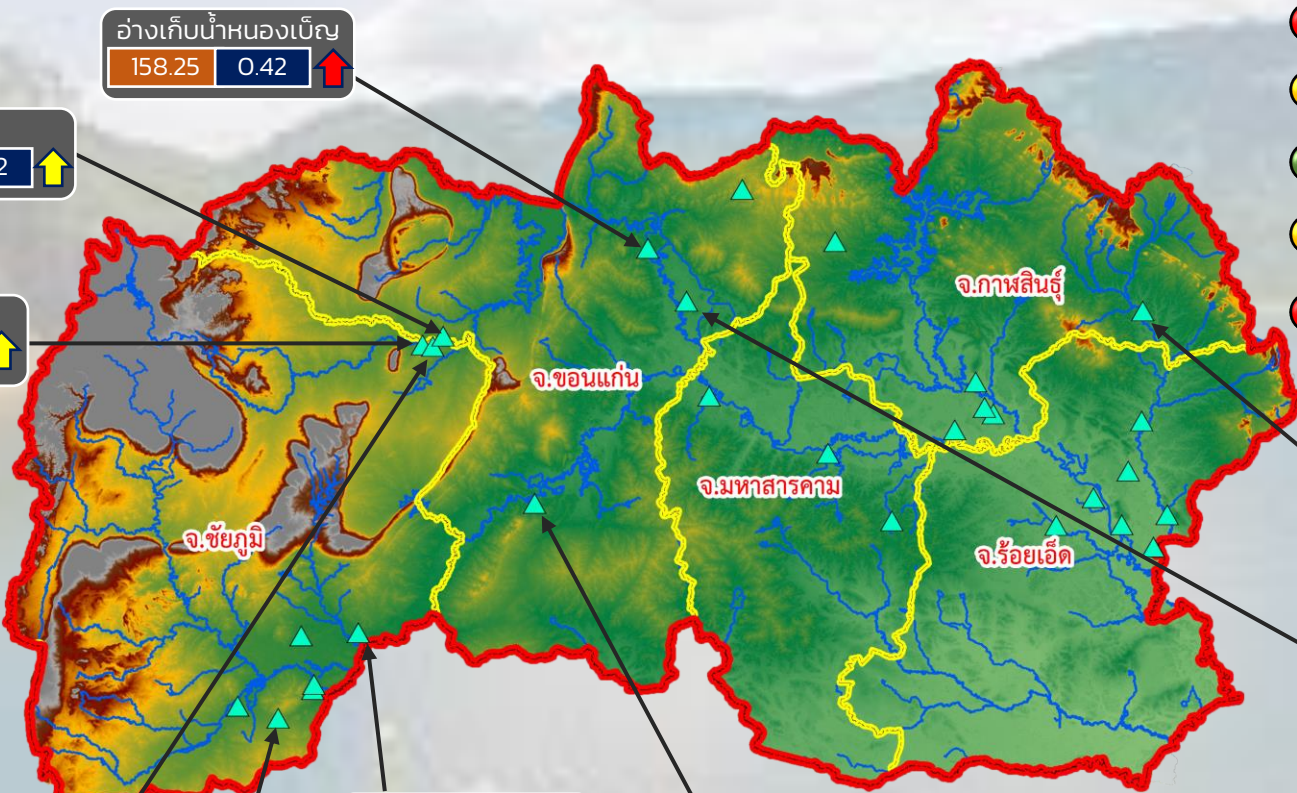 อ่างเก็บน้ำหนองเบ็ญ
158.25 0.42
2
จ.กาฬสินธุ์
จ.ขอนแก่น
จ.มหาสารคาม
จ.ชัยภูมิ
จ.ร้อยเอ็ด